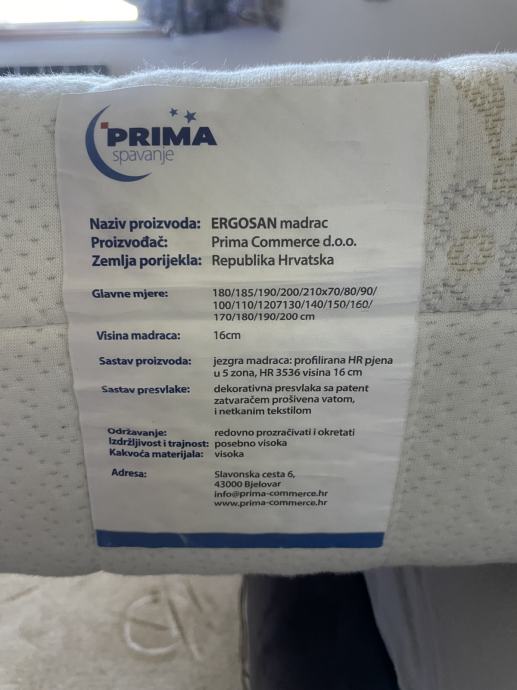 PRIMA
spavanje
Naziv proizvoda: ERGOSAN madrac
Proizvođač: Prima Commerce d.o.o.
Zemlja porijekla: Republika Hrvatska
Glavne mjere: 180/185/190/200/210x70/80/90/
100/110/1207130/140/150/160/
170/180/190/200 cm
Visina madraca: 16cm
Sastav proizvoda: jezgra madraca: profilirana HR pjena
u 5 zona, HR 3536 visina 16 cm
Sastav presvlake: dekorativna presvlaka sa patent
zatvaračem prošivena vatom,
i netkanim tekstilom
Održavanje: redovno prozračivati i okretati
Izdržljivost i trajnost: posebno visoka
Kakvoća materijala: visoka
Adresa: Slavonska cesta 6,
43000 Bjelovar
info@prima-commerce.hr
www.prima-commerce.hr